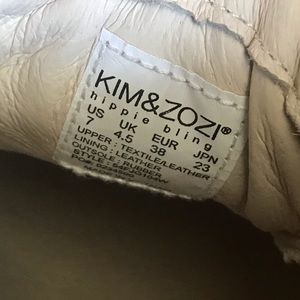 KIM&ZOZI®
hippie bling
US UK EUR JPN
7 4.5 38 23
UPPER: TEXTILE/LEATHER
LINING: LEATHER
OUTSOLE: RUBBER